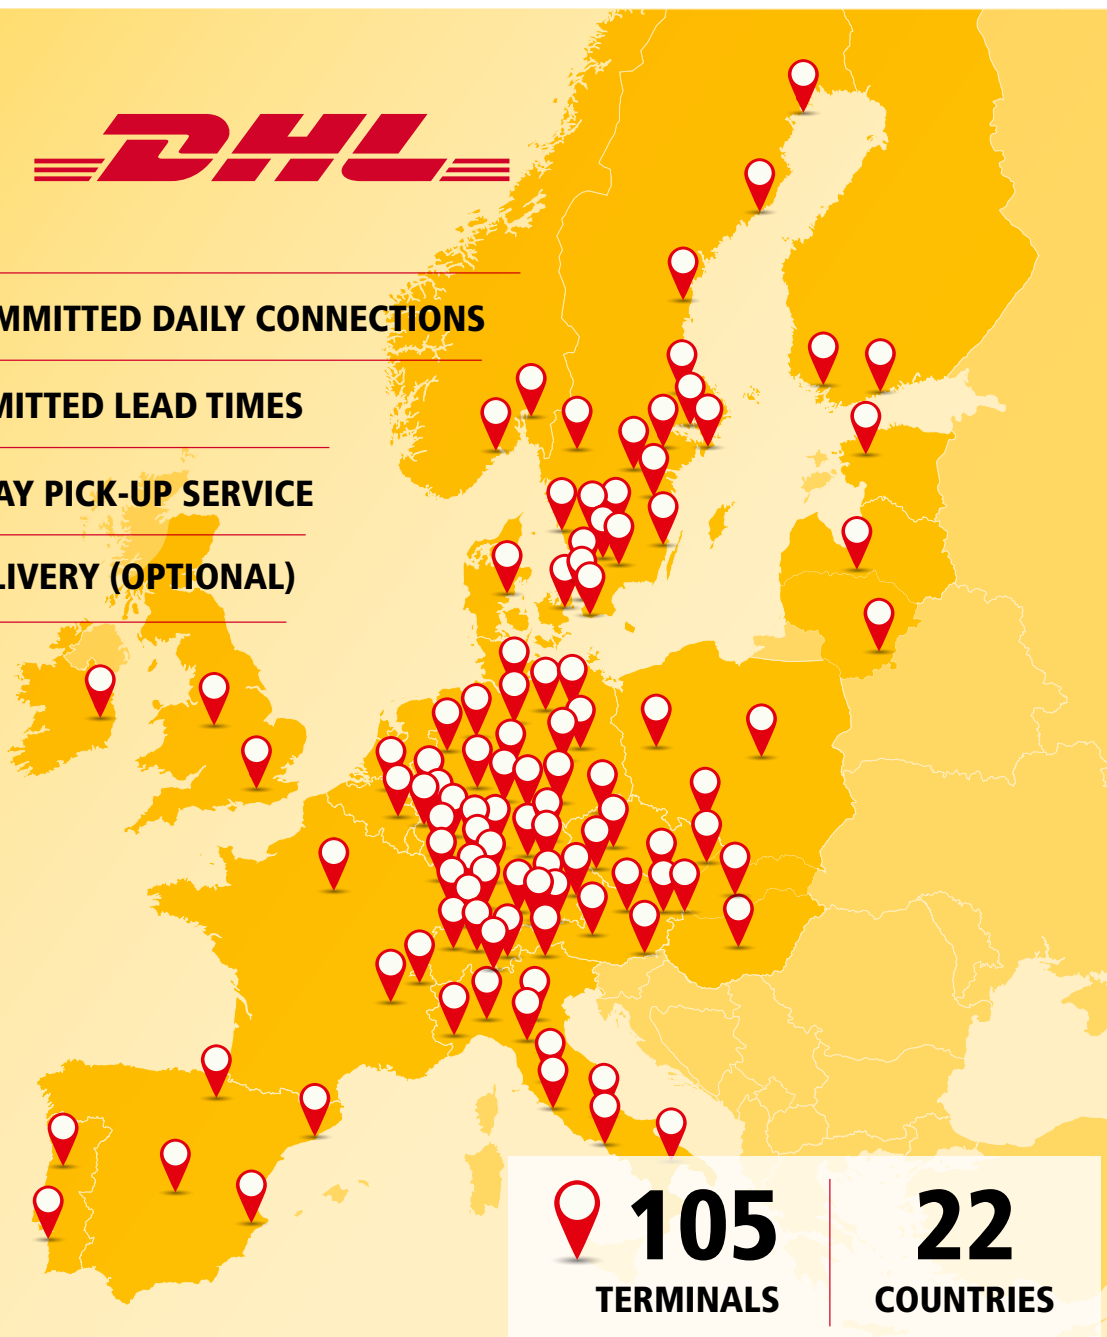 DHL
MMITTED DAILY CONNECTIONS
MITTED LEAD TIMES
AY PICK-UP SERVICE
LIVERY (OPTIONAL)
105
TERMINALS
22
COUNTRIES